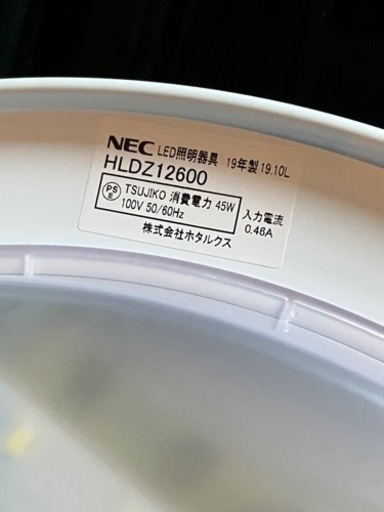 NEC LED照明器具 19年製 19.10L
HLDZ12600
PS E TSUJIKO 消費電力 45W
100V 50/60Hz
入力電流
0.46A
株式会社ホタルクス